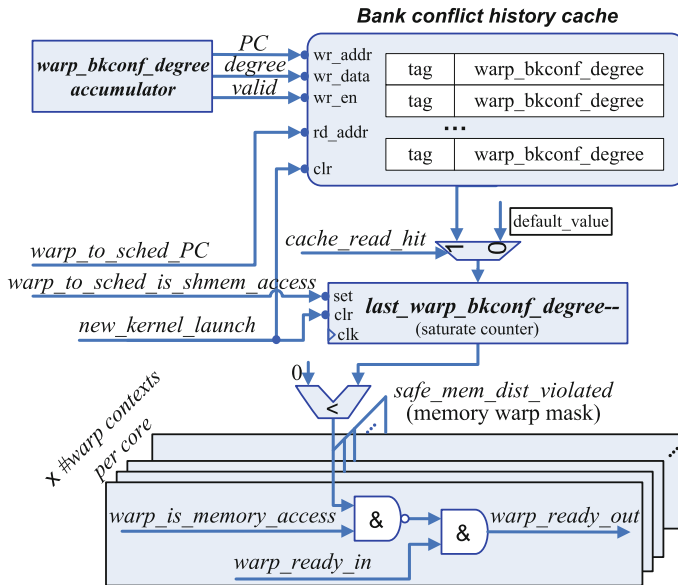 Bank conflict history cache
warp_bkconf_degree
accumulator
PC
degree
valid
wr_addr
wr_data
wr_en
rd_addr
clr
tag warp_bkconf_degree
tag warp_bkconf_degree
...
tag warp_bkconf_degree
default_value
cache_read_hit
1 0
warp_to_sched_PC
warp_to_sched_is_shmem_access
new_kernel_launch
set
clr
clk
last_warp_bkconf_degree--
(saturate counter)
0
<
safe_mem_dist_violated
(memory warp mask)
x #warp contexts
per core
...
...
warp_is_memory_access
&
&
warp_ready_out
warp_ready_in